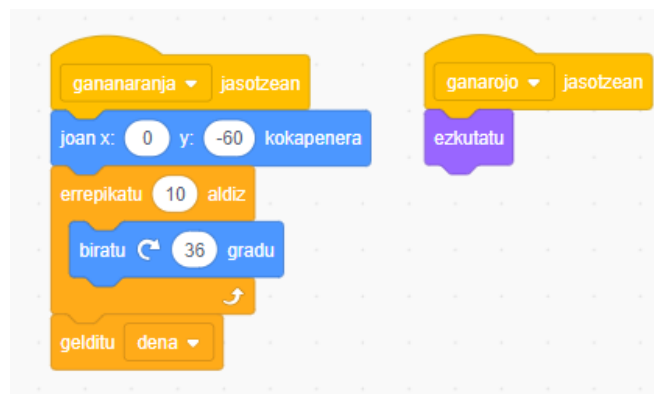 gananaranja jasotzean
joan x: 0 y: -60 kokapenera
errepikatu 10 aldiz
biratu 36 gradu
gelditu dena
ganarojo jasotzean
ezkutatu